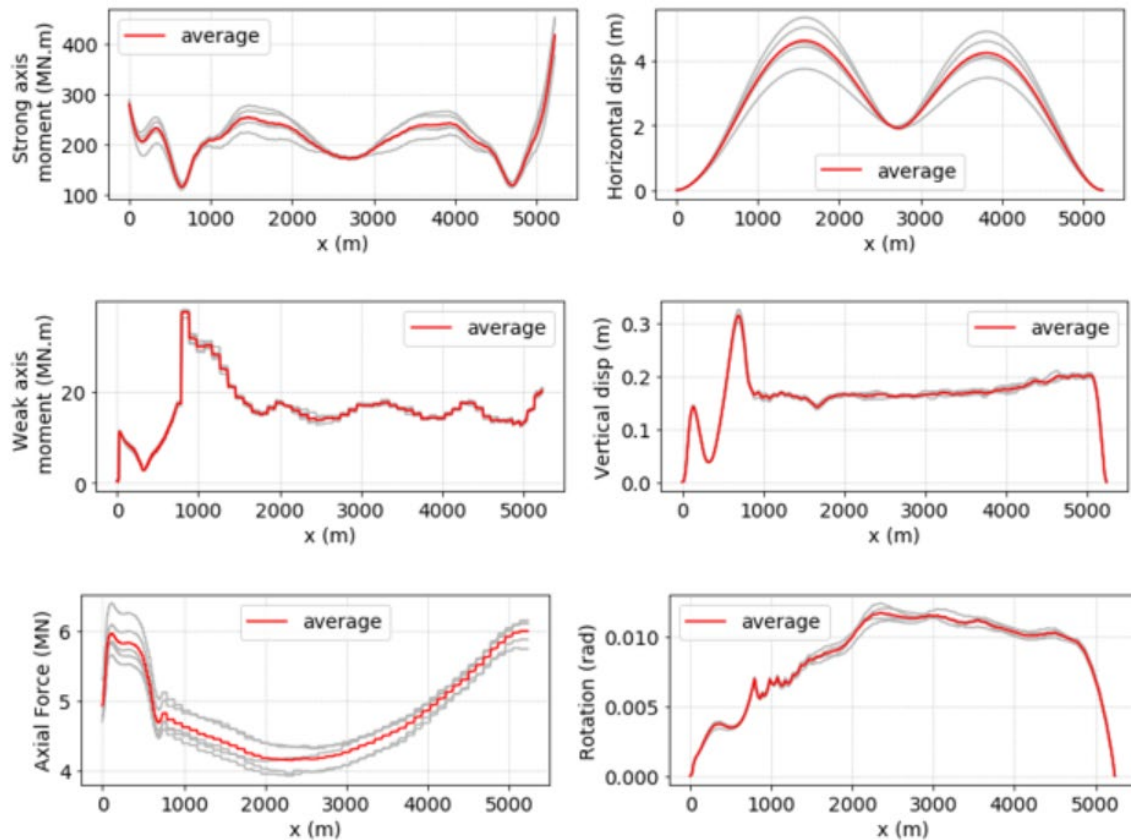 Strong axis
moment (MN.m)
400
300
200
100
average
0 1000 2000 3000 4000 5000
x (m)
Horizontal disp (m)
4
2
0
average
0 1000 2000 3000 4000 5000
x (m)
Weak axis
moment (MN.m)
20
0
average
0 1000 2000 3000 4000 5000
x (m)
Vertical disp (m)
0.3
0.2
0.1
0.0
average
0 1000 2000 3000 4000 5000
x (m)
Axial Force (MN)
6
5
4
average
0 1000 2000 3000 4000 5000
x (m)
Rotation (rad)
0.010
0.005
0.000
average
0 1000 2000 3000 4000 5000
x (m)